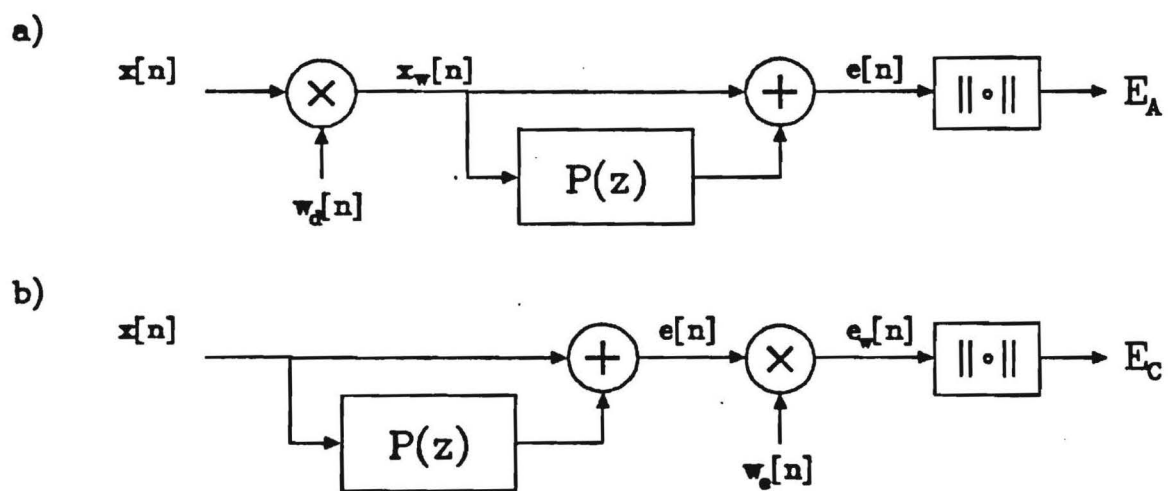 a)
x[n] x_w[n] e[n] || ∘ || E_A
w_d[n] P(z)
b)
x[n] e[n] e_w[n] || ∘ || E_C
P(z) w_e[n]